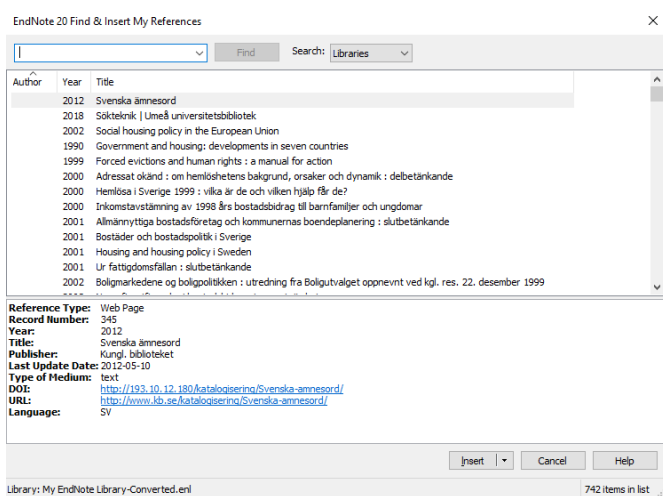 EndNote 20 Find & Insert My References
Find Search: Libraries
Author Year Title
2012 Svenska ämnesord
2018 Sökteknik | Umeå universitetsbibliotek
2002 Social housing policy in the European Union
1990 Government and housing: developments in seven countries
1999 Forced evictions and human rights : a manual for action
2000 Adressat okänd : om hemlöshetens bakgrund, orsaker och dynamik : delbetänkande
2000 Hemlösa i Sverige 1999 : vilka är de och vilken hjälp får de?
2000 Inkomstavstämning av 1998 års bostadsbidrag till barnfamiljer och ungdomar
2001 Allmännyttiga bostadsföretag och kommunernas boendeplanering : slutbetänkande
2001 Bostäder och bostadspolitik i Sverige
2001 Housing and housing policy i Sweden
2001 Ur fattigdomsfällan : slutbetänkande
2002 Boligmarkedene og boligpolitikken : utredning fra Boligutvalget oppnevnt ved kgl. res. 22. desember 1999
Reference Type: Web Page
Record Number: 345
Year: 2012
Title: Svenska ämnesord
Publisher: Kungl. biblioteket
Last Update Date: 2012-05-10
Type of Medium: text
DOI: http://193.10.12.180/katalogisering/Svenska-amnesord/
URL: http://www.kb.se/katalogisering/Svenska-amnesord/
Language: SV
Insert Cancel Help
Library: My EndNote Library-Converted.enl 742 items in list